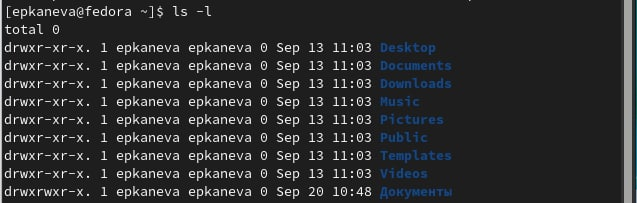 [epkaneva@fedora ~]$ ls -l
total 0
drwxr-xr-x. 1 epkaneva epkaneva 0 Sep 13 11:03 Desktop
drwxr-xr-x. 1 epkaneva epkaneva 0 Sep 13 11:03 Documents
drwxr-xr-x. 1 epkaneva epkaneva 0 Sep 13 11:03 Downloads
drwxr-xr-x. 1 epkaneva epkaneva 0 Sep 13 11:03 Music
drwxr-xr-x. 1 epkaneva epkaneva 0 Sep 13 11:03 Pictures
drwxr-xr-x. 1 epkaneva epkaneva 0 Sep 13 11:03 Public
drwxr-xr-x. 1 epkaneva epkaneva 0 Sep 13 11:03 Templates
drwxr-xr-x. 1 epkaneva epkaneva 0 Sep 13 11:03 Videos
drwxrwxr-x. 1 epkaneva epkaneva 0 Sep 20 10:48 Документы